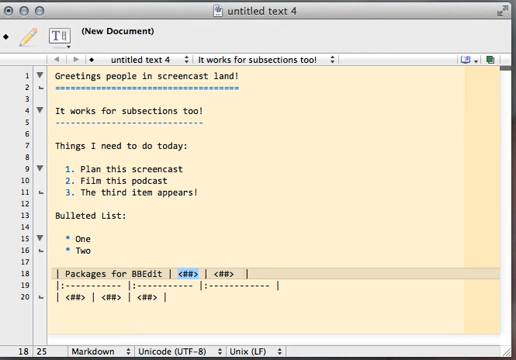 untitled text 4
(New Document)
untitled text 4
It works for subsections too!
1 Greetings people in screencast land!
2 ====================================
3
4 It works for subsections too!
5 -----------------------------
6
7 Things I need to do today:
8
9 1. Plan this screencast
10 2. Film this podcast
11 3. The third item appears!
12
13 Bulleted List:
14
15 * One
16 * Two
17
18 | Packages for BBEdit | <##> | <##> |
19 |:----------- |:----------- |:------------ |
20 | <##> | <##> | <##> |
18 25 Markdown Unicode (UTF-8) Unix (LF)